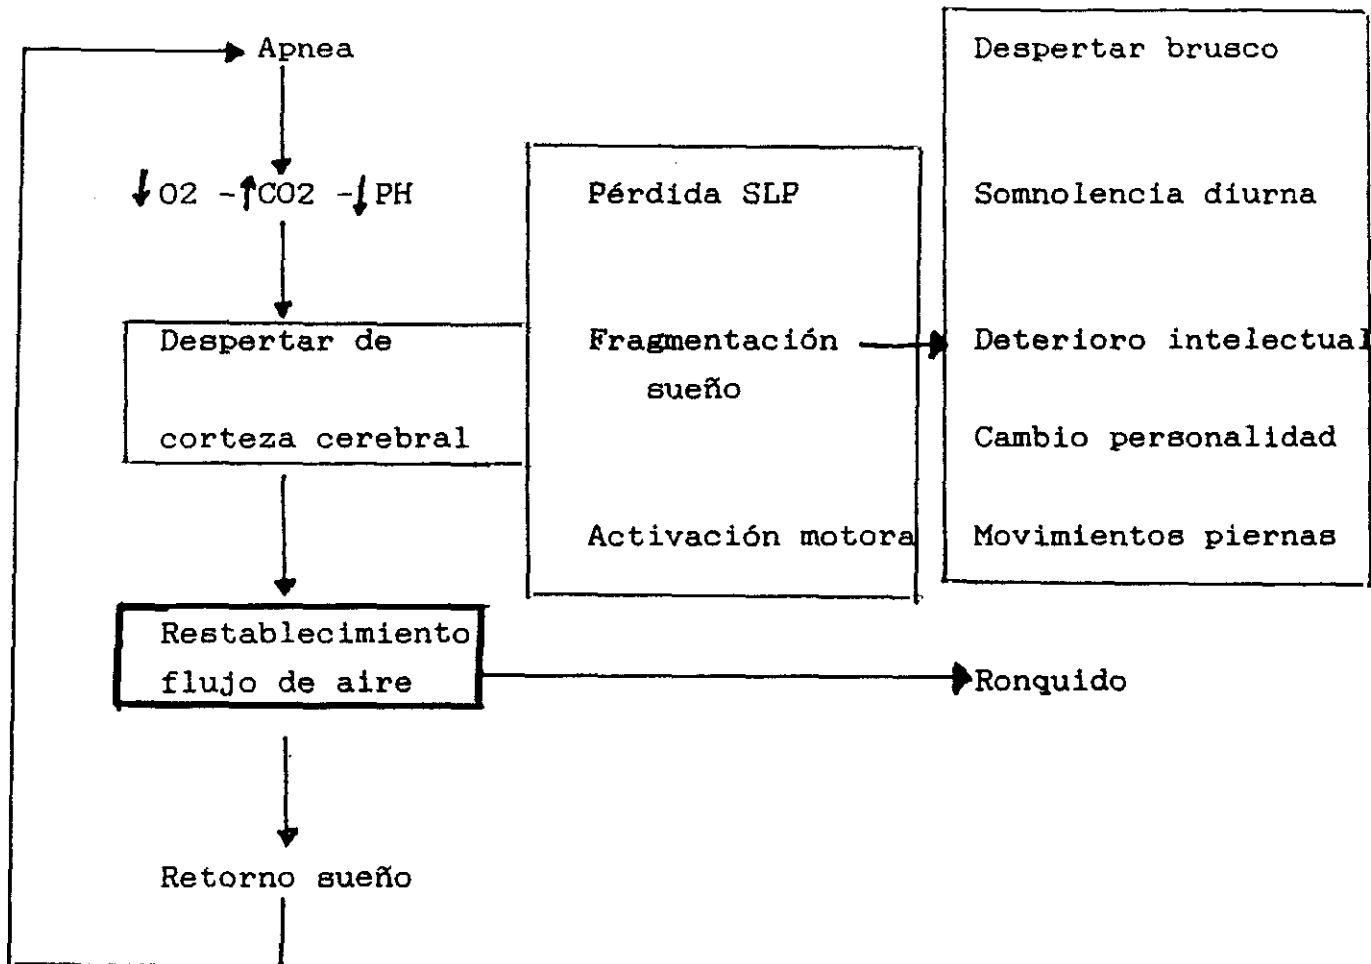 Apnea
↓O2 -↑CO2 -↓PH
Despertar de
corteza cerebral
Restablecimiento
flujo de aire
Retorno sueño
Pérdida SLP
Fragmentación
sueño
Activación motora
Despertar brusco
Somnolencia diurna
Deterioro intelectual
Cambio personalidad
Movimientos piernas
Ronquido